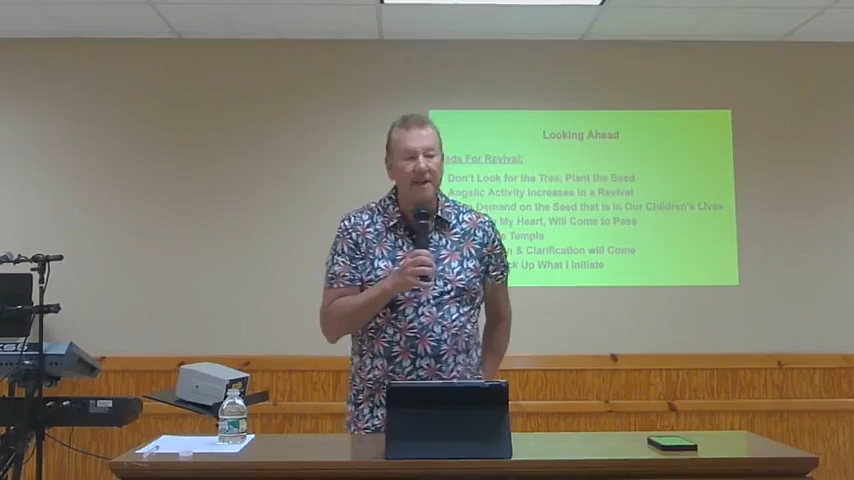 Looking Ahead
For Revival:
Don't Look for the Tree, Plant the Seed
Angelic Activity Increases in a Revival
Demand on the Seed that is in Our Children's Lives
My Heart, Will Come to Pass
Temple
& Clarification will Come
Up What I Initiate